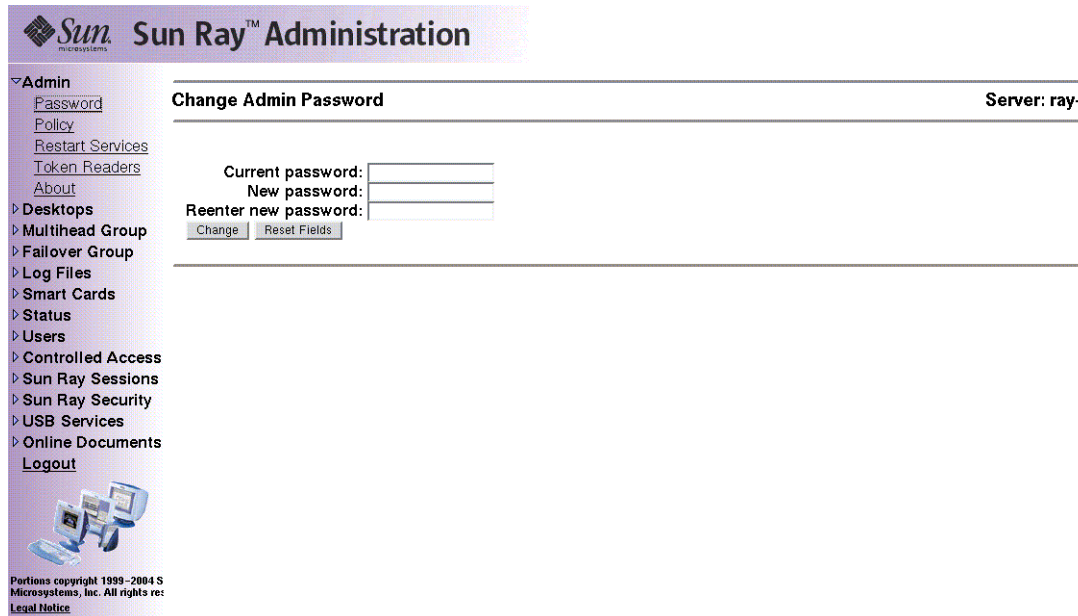 Sun microsystems Sun Ray™ Administration
Admin
Password
Policy
Restart Services
Token Readers
About
Desktops
Multihead Group
Failover Group
Log Files
Smart Cards
Status
Users
Controlled Access
Sun Ray Sessions
Sun Ray Security
USB Services
Online Documents
Logout
Portions copyright 1999-2004 S
Microsystems, Inc. All rights res
Legal Notice
Change Admin Password Server: ray-
Current password:
New password:
Reenter new password:
Change Reset Fields